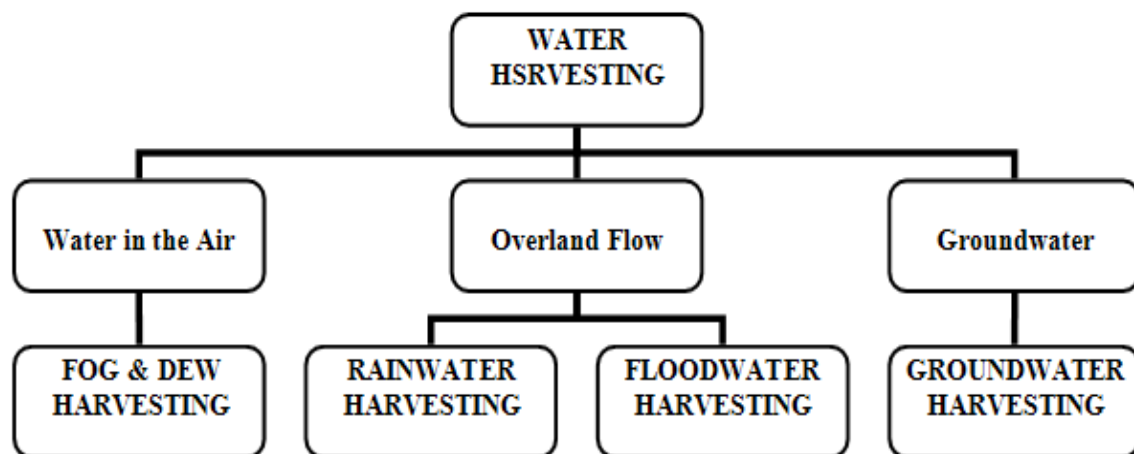 WATER
HSRVESTING
Water in the Air
Overland Flow
Groundwater
FOG & DEW
HARVESTING
RAINWATER
HARVESTING
FLOODWATER
HARVESTING
GROUNDWATER
HARVESTING